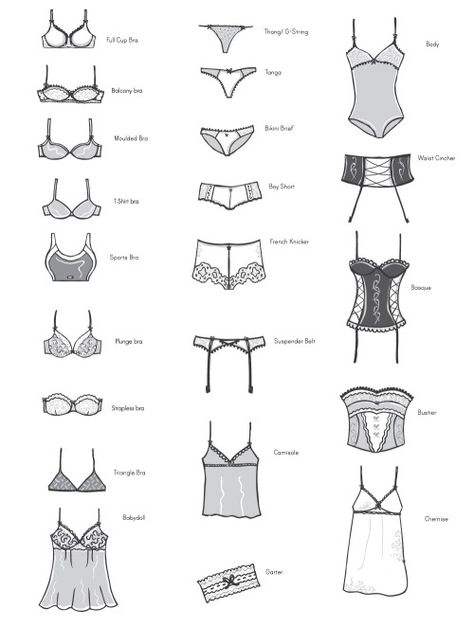 Full Cup Bra
Balcony bra
Moulded Bra
T-Shirt bra
Sports Bra
Plunge bra
Strapless bra
Triangle Bra
Babydoll
Thong/ G-String
Tanga
Bikini Brief
Boy Short
French Knicker
Suspender Belt
Camisole
Garter
Body
Waist Cincher
Basque
Bustier
Chemise